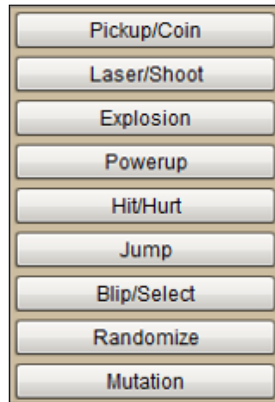 Pickup/Coin
Laser/Shoot
Explosion
Powerup
Hit/Hurt
Jump
Blip/Select
Randomize
Mutation